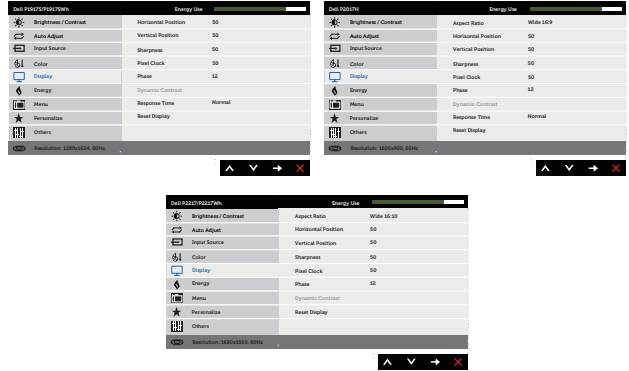 Dell P1917S/P1917SWh Energy Use
Brightness / Contrast Horizontal Position 50
Auto Adjust Vertical Position 50
Input Source Sharpness 50
Color Pixel Clock 50
Display Phase 12
Energy Dynamic Contrast
Menu Response Time Normal
Personalize Reset Display
Others
Resolution: 1280x1024, 60Hz
Dell P2017H Energy Use
Brightness / Contrast Aspect Ratio Wide 16:9
Auto Adjust Horizontal Position 50
Input Source Vertical Position 50
Color Sharpness 50
Display Pixel Clock 50
Energy Phase 12
Menu Dynamic Contrast
Personalize Response Time Normal
Others Reset Display
Resolution: 1600x900, 60Hz
Dell P2217/P2217Wh Energy Use
Brightness / Contrast Aspect Ratio Wide 16:10
Auto Adjust Horizontal Position 50
Input Source Vertical Position 50
Color Sharpness 50
Display Pixel Clock 50
Energy Phase 12
Menu Dynamic Contrast
Personalize Reset Display
Others
Resolution: 1680x1050, 60Hz